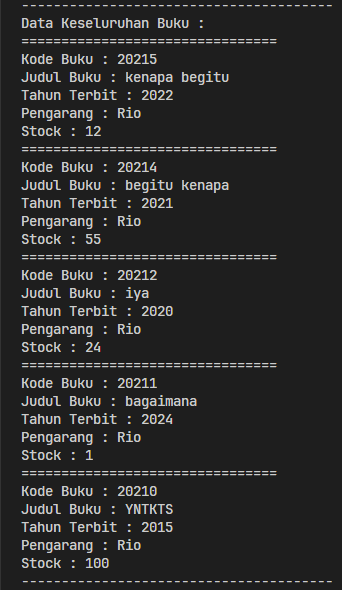 ---------------------------------------
Data Keseluruhan Buku :
================================
Kode Buku : 20215
Judul Buku : kenapa begitu
Tahun Terbit : 2022
Pengarang : Rio
Stock : 12
================================
Kode Buku : 20214
Judul Buku : begitu kenapa
Tahun Terbit : 2021
Pengarang : Rio
Stock : 55
================================
Kode Buku : 20212
Judul Buku : iya
Tahun Terbit : 2020
Pengarang : Rio
Stock : 24
================================
Kode Buku : 20211
Judul Buku : bagaimana
Tahun Terbit : 2024
Pengarang : Rio
Stock : 1
================================
Kode Buku : 20210
Judul Buku : YNTKTS
Tahun Terbit : 2015
Pengarang : Rio
Stock : 100
---------------------------------------